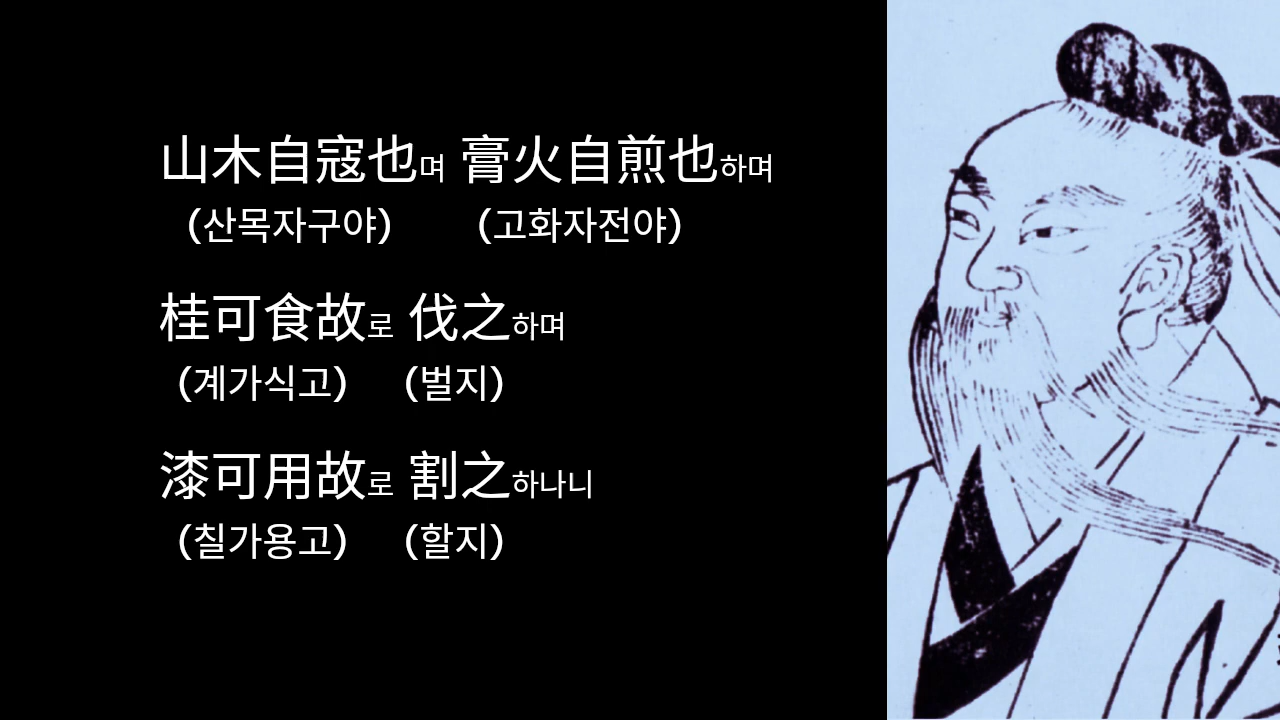 山木自寇也며 膏火自煎也하며
(산목자구야) (고화자전야)
桂可食故로 伐之하며
(계가식고) (벌지)
漆可用故로 割之하나니
(칠가용고) (할지)